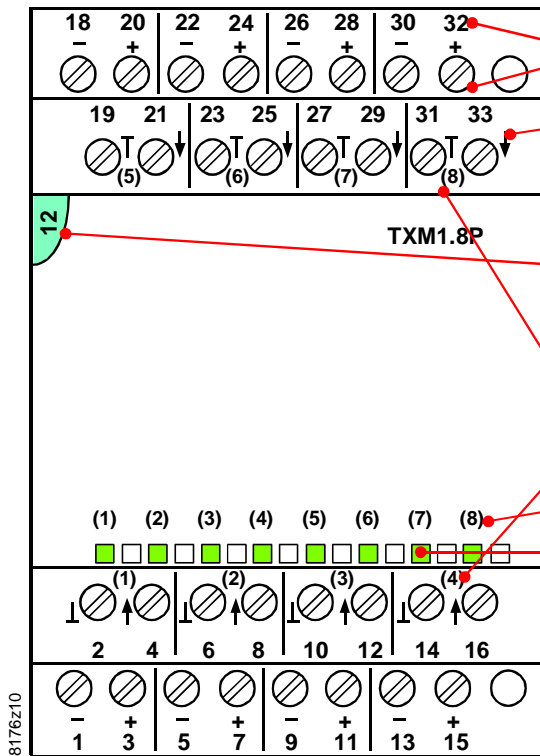 18 20 22 24 26 28 30 32
− + − + − + − +
19 21 23 25 27 29 31 33
(5) (6) (7) (8)
12
TXM1.8P
(1) (2) (3) (4) (5) (6) (7) (8)
(1) (2) (3) (4)
2 4 6 8 10 12 14 16
− + − + − + − +
1 3 5 7 9 11 13 15
8176z10